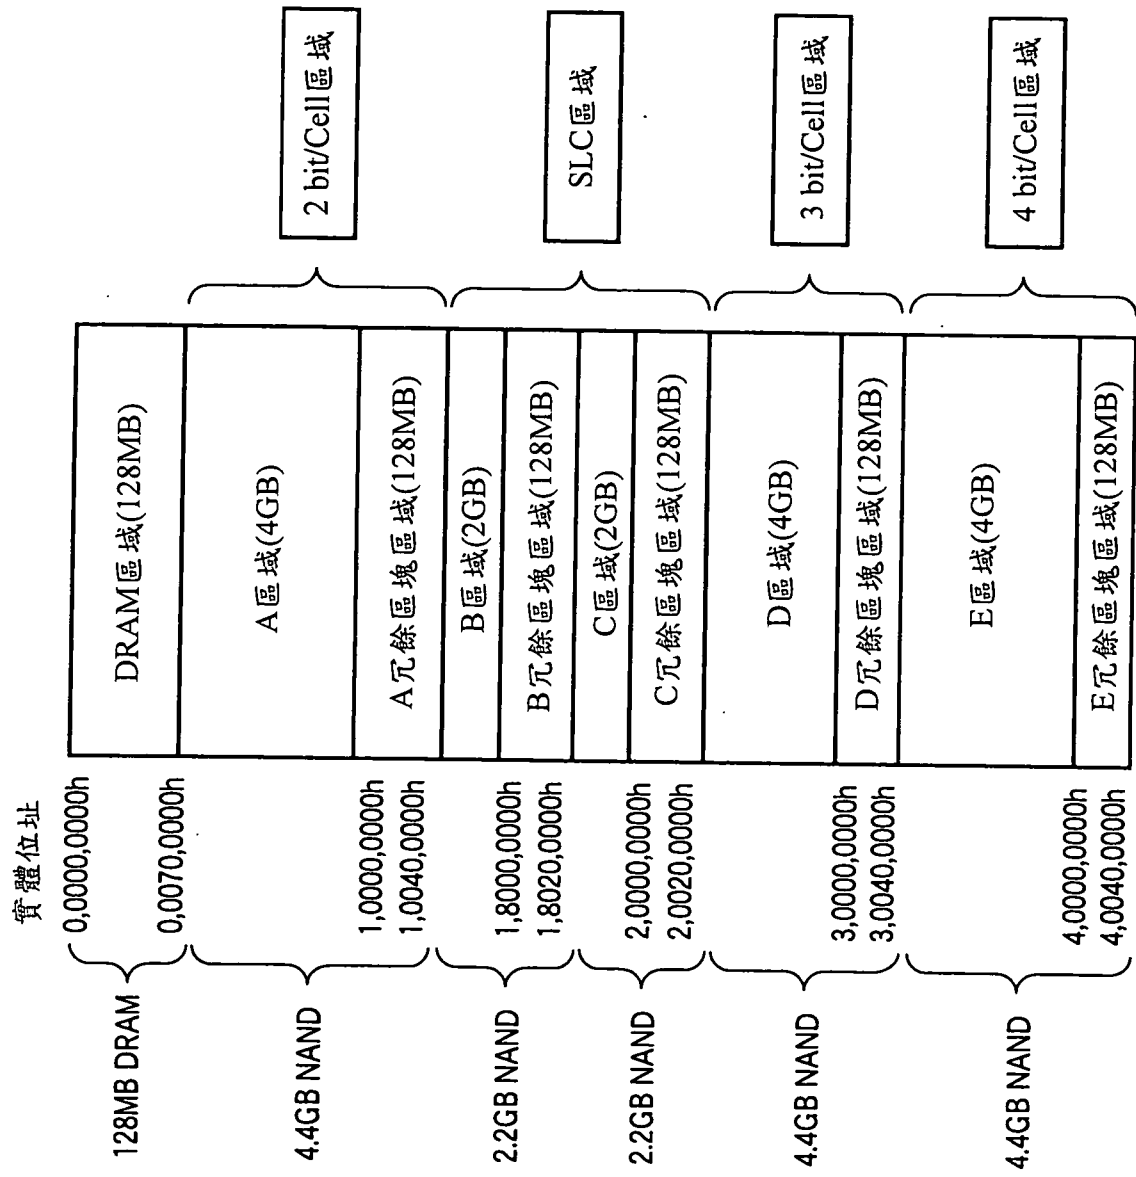 實體位址
0,0000,0000h
0,0070,0000h
1,0000,0000h
1,0040,0000h
1,8000,0000h
1,8020,0000h
2,0000,0000h
2,0020,0000h
3,0000,0000h
3,0040,0000h
4,0000,0000h
4,0040,0000h
128MB DRAM
4.4GB NAND
2.2GB NAND
2.2GB NAND
4.4GB NAND
4.4GB NAND
DRAM區域(128MB)
A區域(4GB)
A冗餘區塊區域(128MB)
B區域(2GB)
B冗餘區塊區域(128MB)
C區域(2GB)
C冗餘區塊區域(128MB)
D區域(4GB)
D冗餘區塊區域(128MB)
E區域(4GB)
E冗餘區塊區域(128MB)
2 bit/Cell區域
SLC區域
3 bit/Cell區域
4 bit/Cell區域